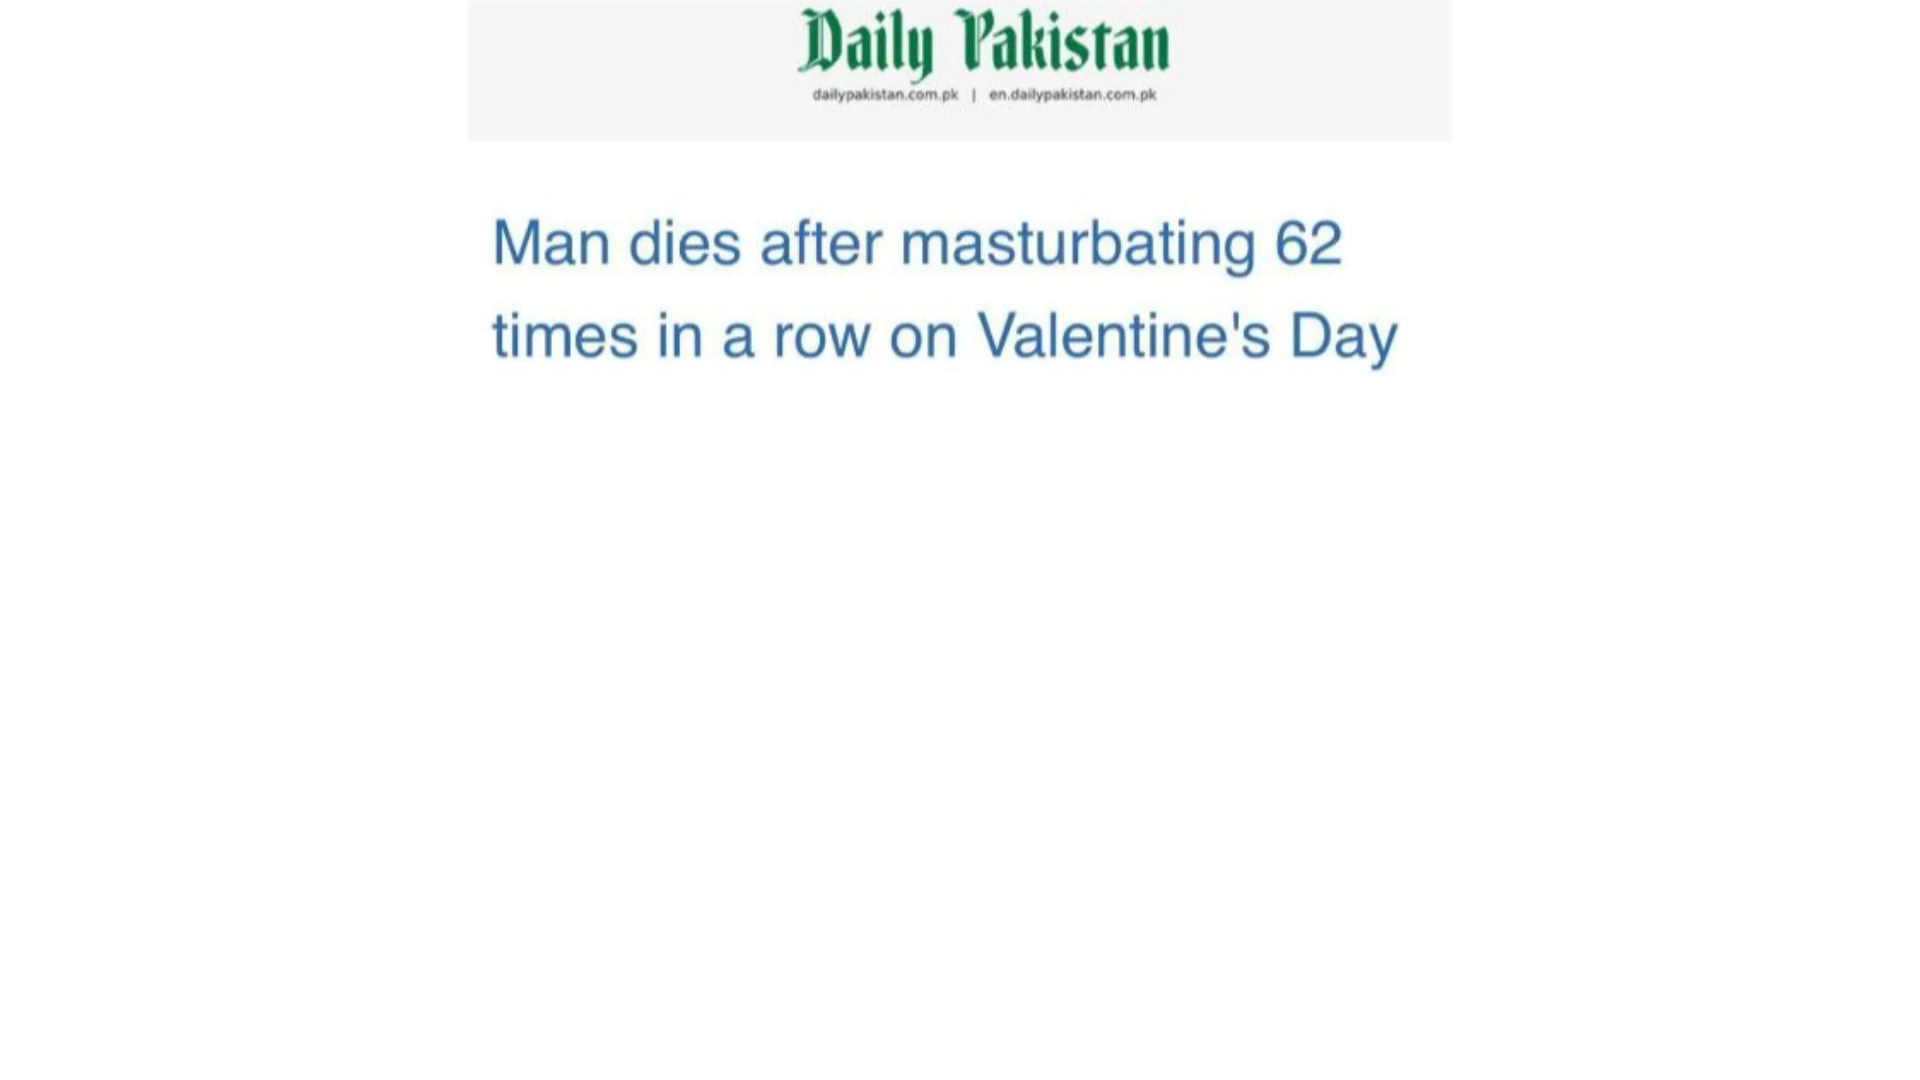 Daily Pakistan
dailypakistan.com.pk | en.dailypakistan.com.pk
Man dies after masturbating 62
times in a row on Valentine's Day